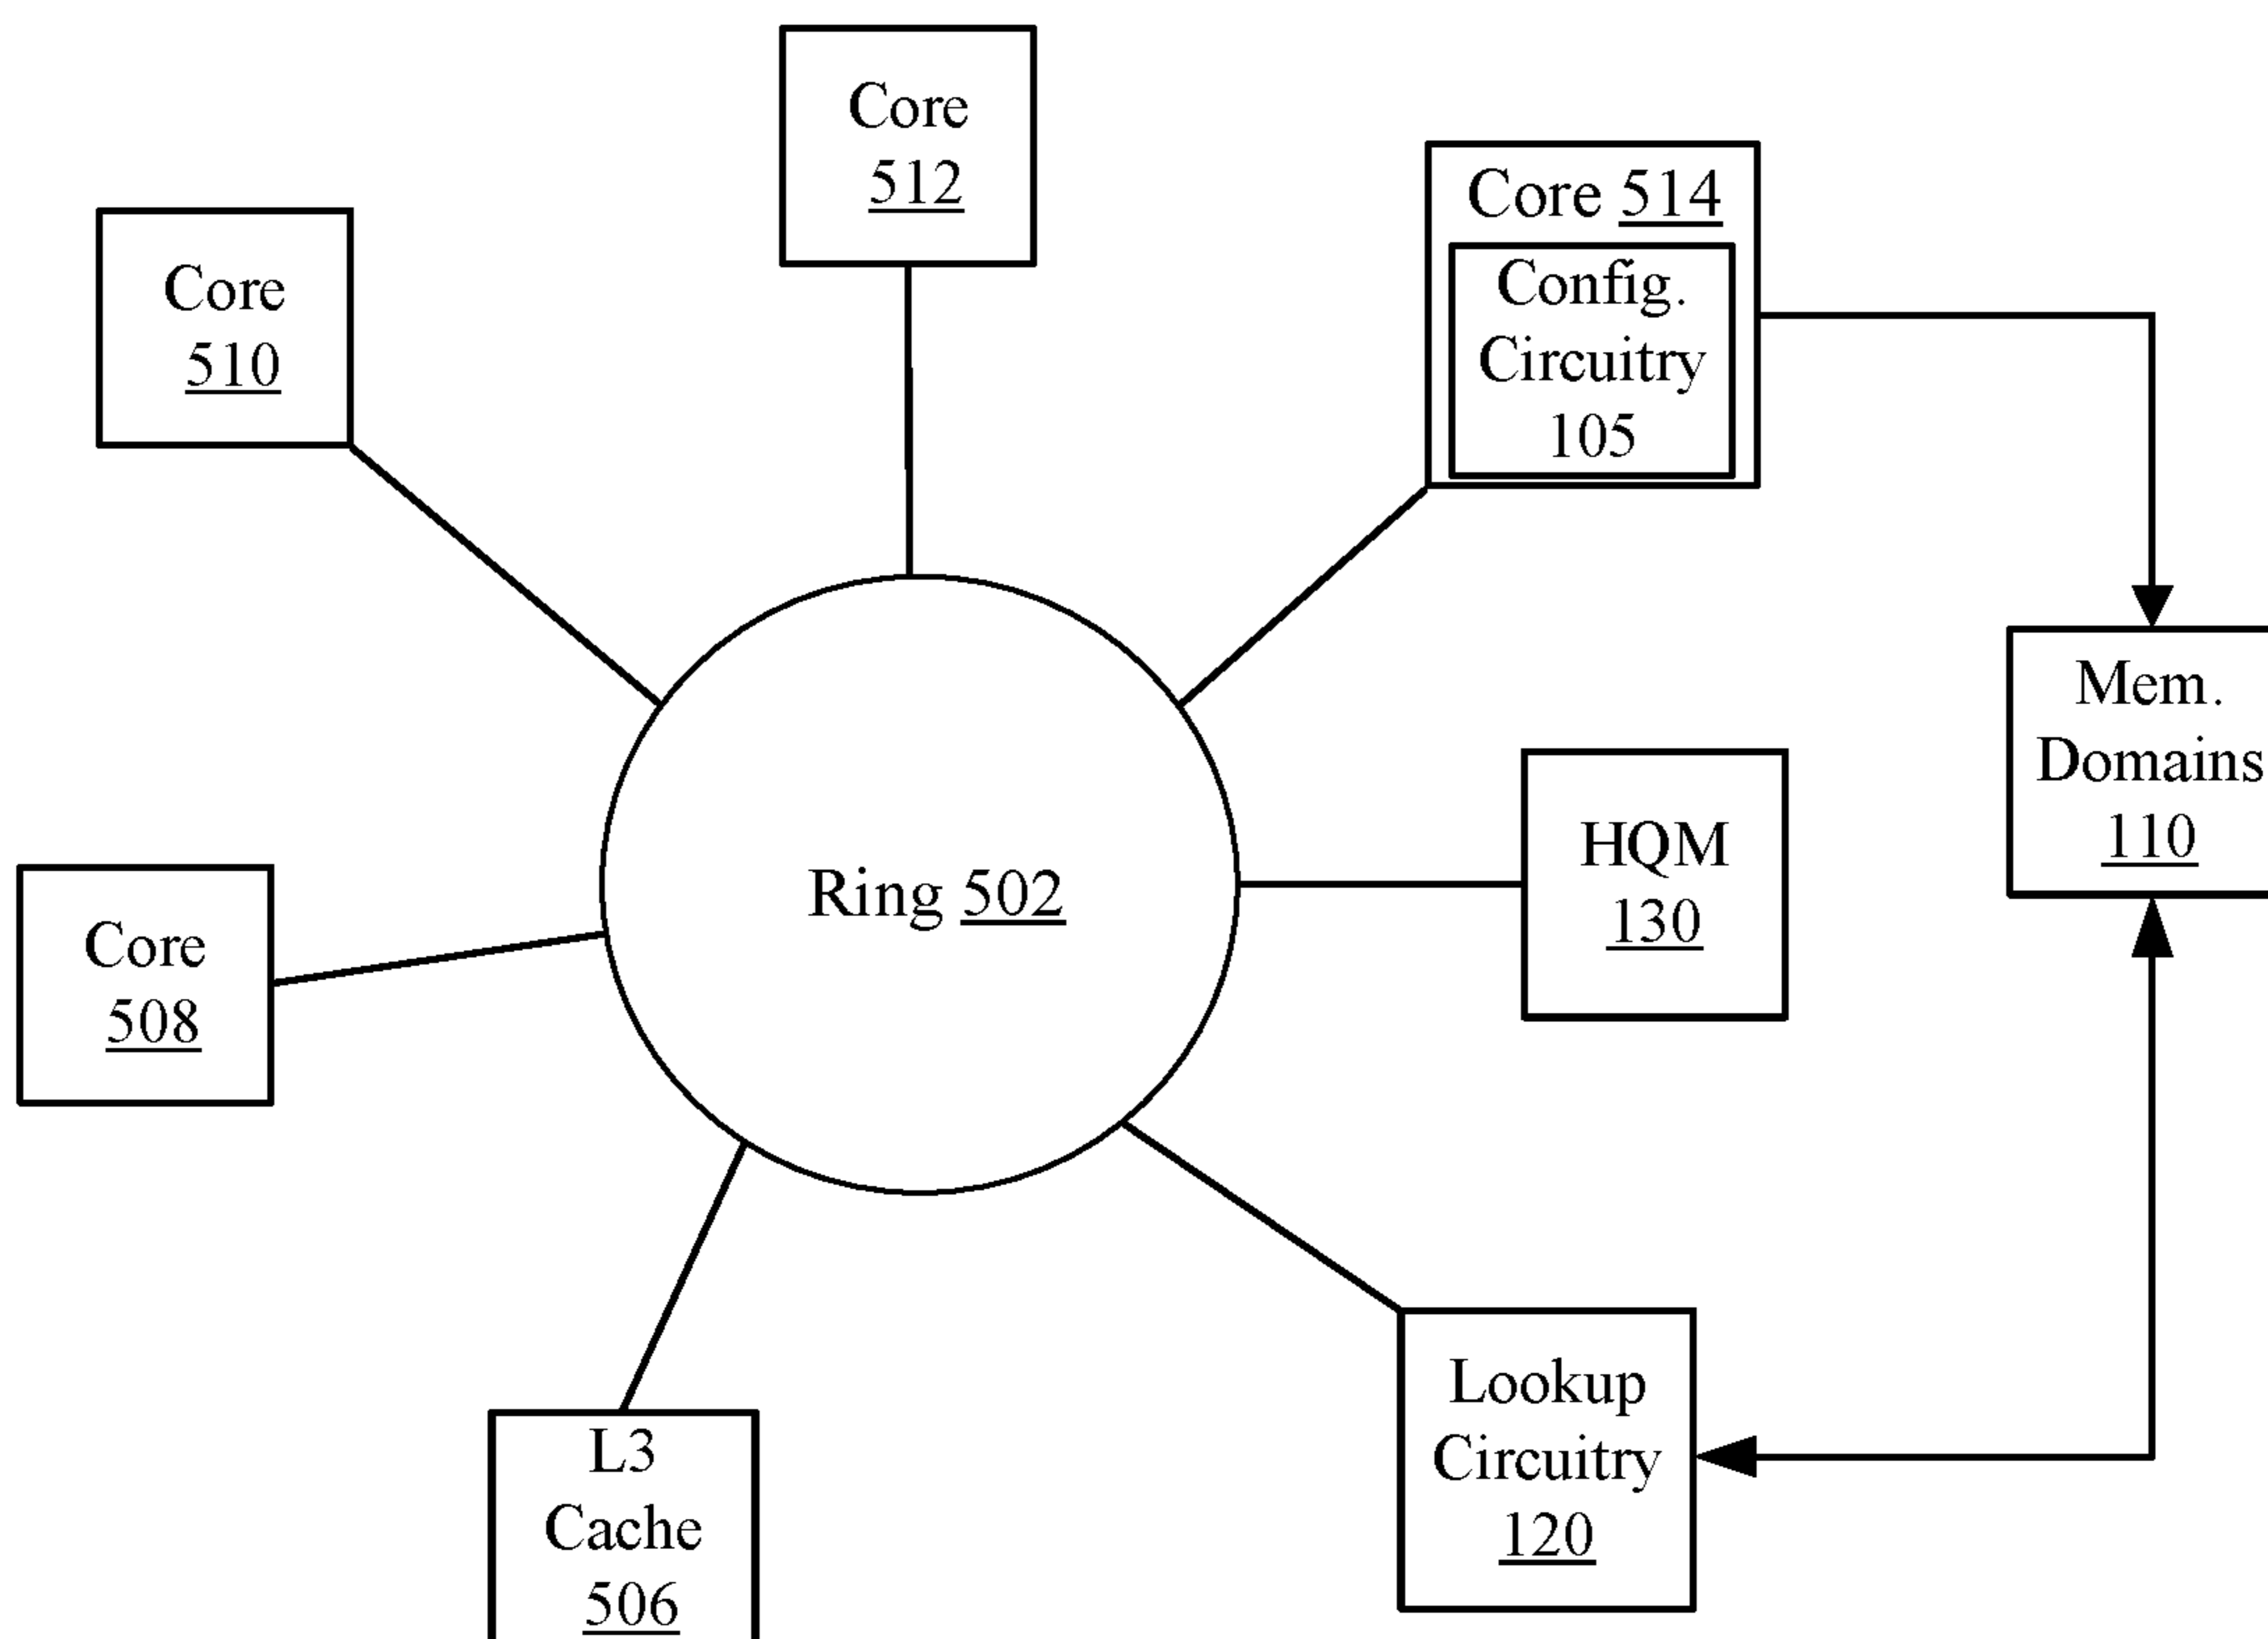 Core
512
Core 514
Config.
Circuitry
105
Core
510
Mem.
Domains
110
HQM
130
Ring 502
Core
508
Lookup
Circuitry
120
L3
Cache
506